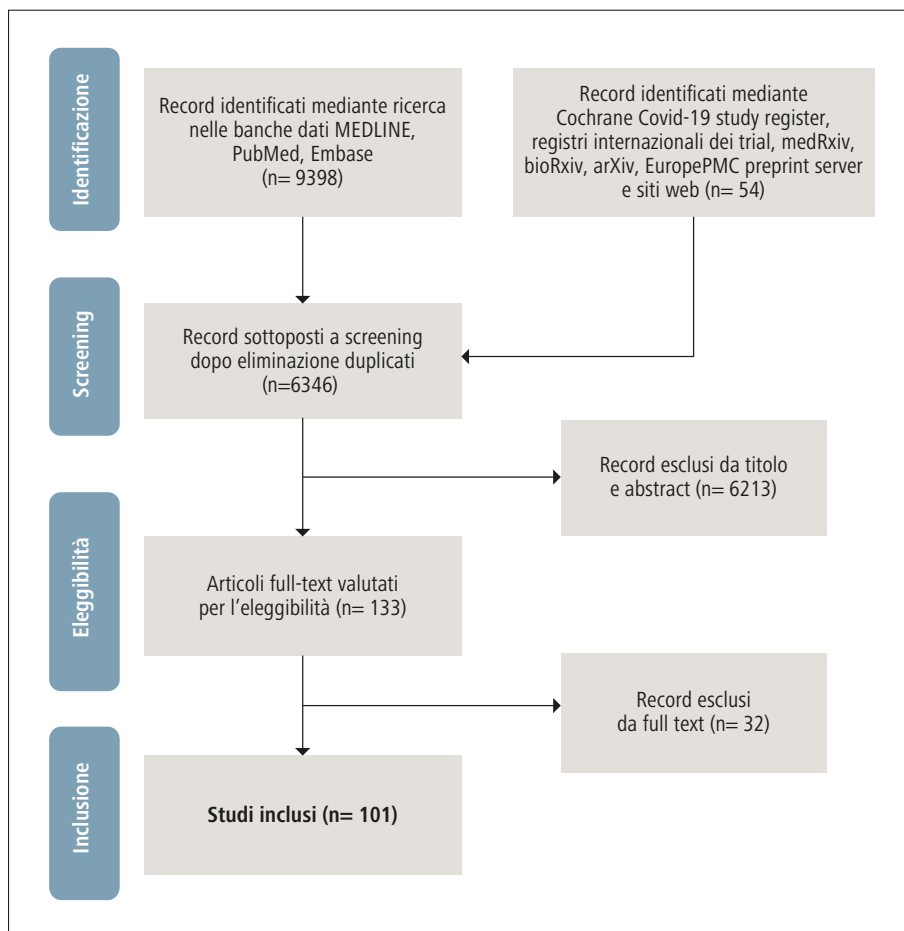 Identificazione
Record identificati mediante ricerca
nelle banche dati MEDLINE,
PubMed, Embase
(n= 9398)
Record identificati mediante
Cochrane Covid-19 study register,
registri internazionali dei trial, medRxiv,
bioRxiv, arXiv, EuropePMC preprint server
e siti web (n= 54)
Screening
Record sottoposti a screening
dopo eliminazione duplicati
(n=6346)
Record esclusi da titolo
e abstract (n= 6213)
Eleggibilità
Articoli full-text valutati
per l'eleggibilità (n= 133)
Record esclusi
da full text (n= 32)
Inclusione
Studi inclusi (n= 101)